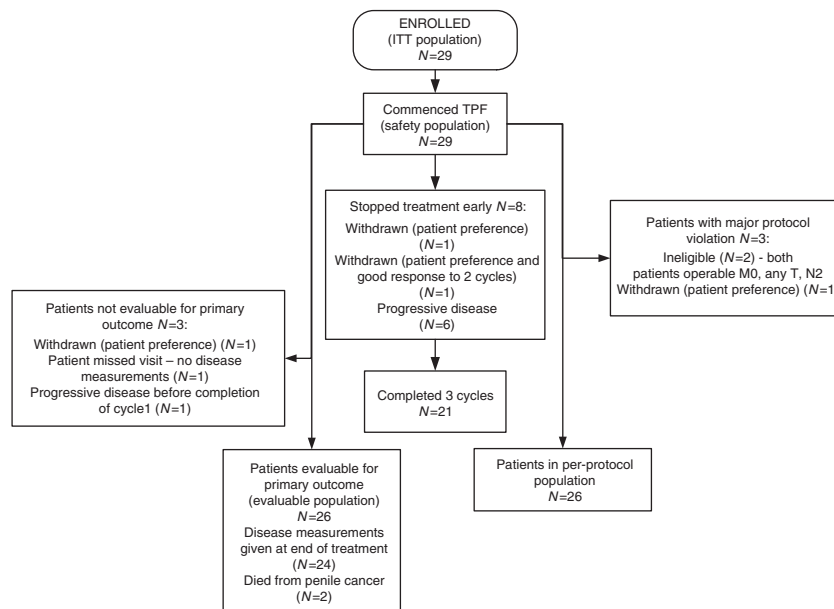 ENROLLED
(ITT population)
N=29
Commenced TPF
(safety population)
N=29
Stopped treatment early N=8:
Withdrawn (patient preference)
(N=1)
Withdrawn (patient preference and
good response to 2 cycles)
(N=1)
Progressive disease
(N=6)
Patients with major protocol
violation N=3:
Ineligible (N=2) - both
patients operable M0, any T, N2
Withdrawn (patient preference) (N=1
Patients not evaluable for primary
outcome N=3:
Withdrawn (patient preference) (N=1)
Patient missed visit – no disease
measurements (N=1)
Progressive disease before completion
of cycle1 (N=1)
Completed 3 cycles
N=21
Patients evaluable for
primary outcome
(evaluable population)
N=26
Disease measurements
given at end of treatment
(N=24)
Died from penile cancer
(N=2)
Patients in per-protocol
population
N=26